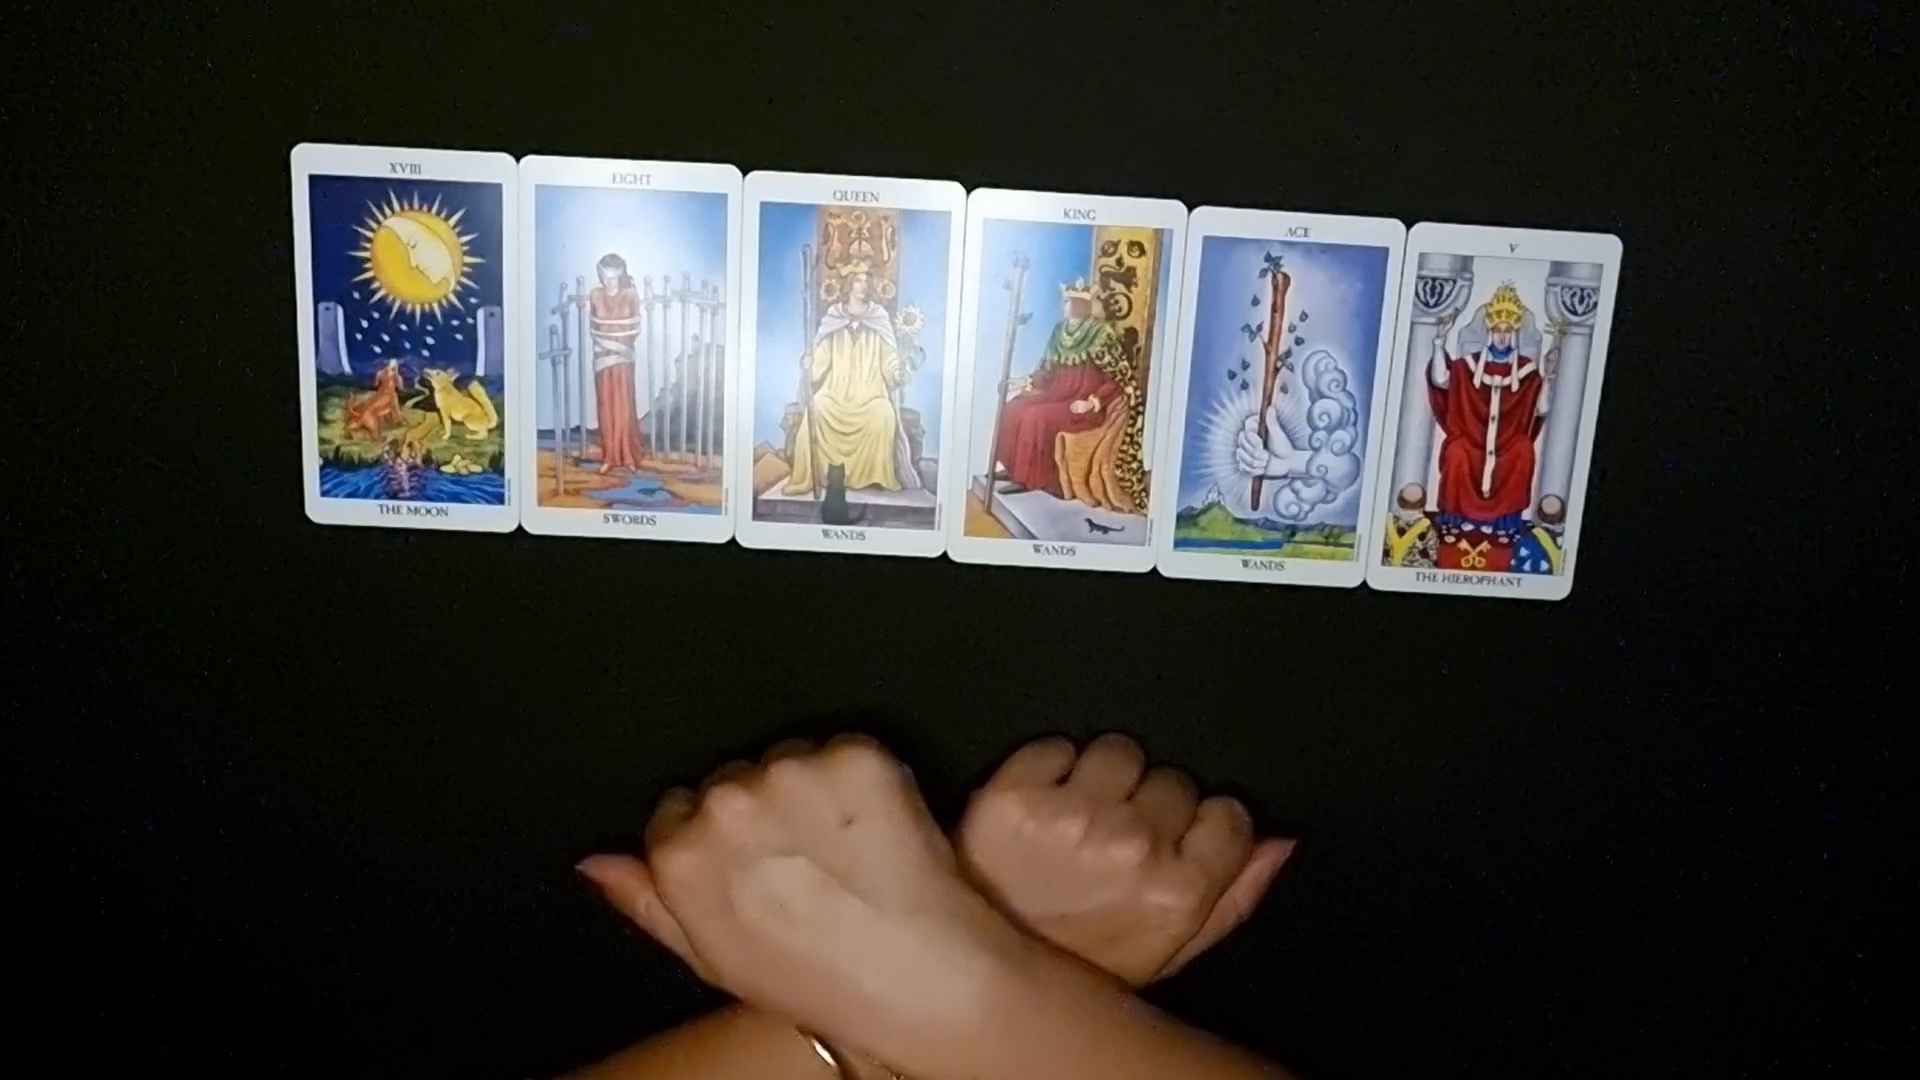 XVIII
THE MOON
EIGHT
SWORDS
QUEEN
WANDS
KING
WANDS
ACE
WANDS
V
THE HIEROPHANT